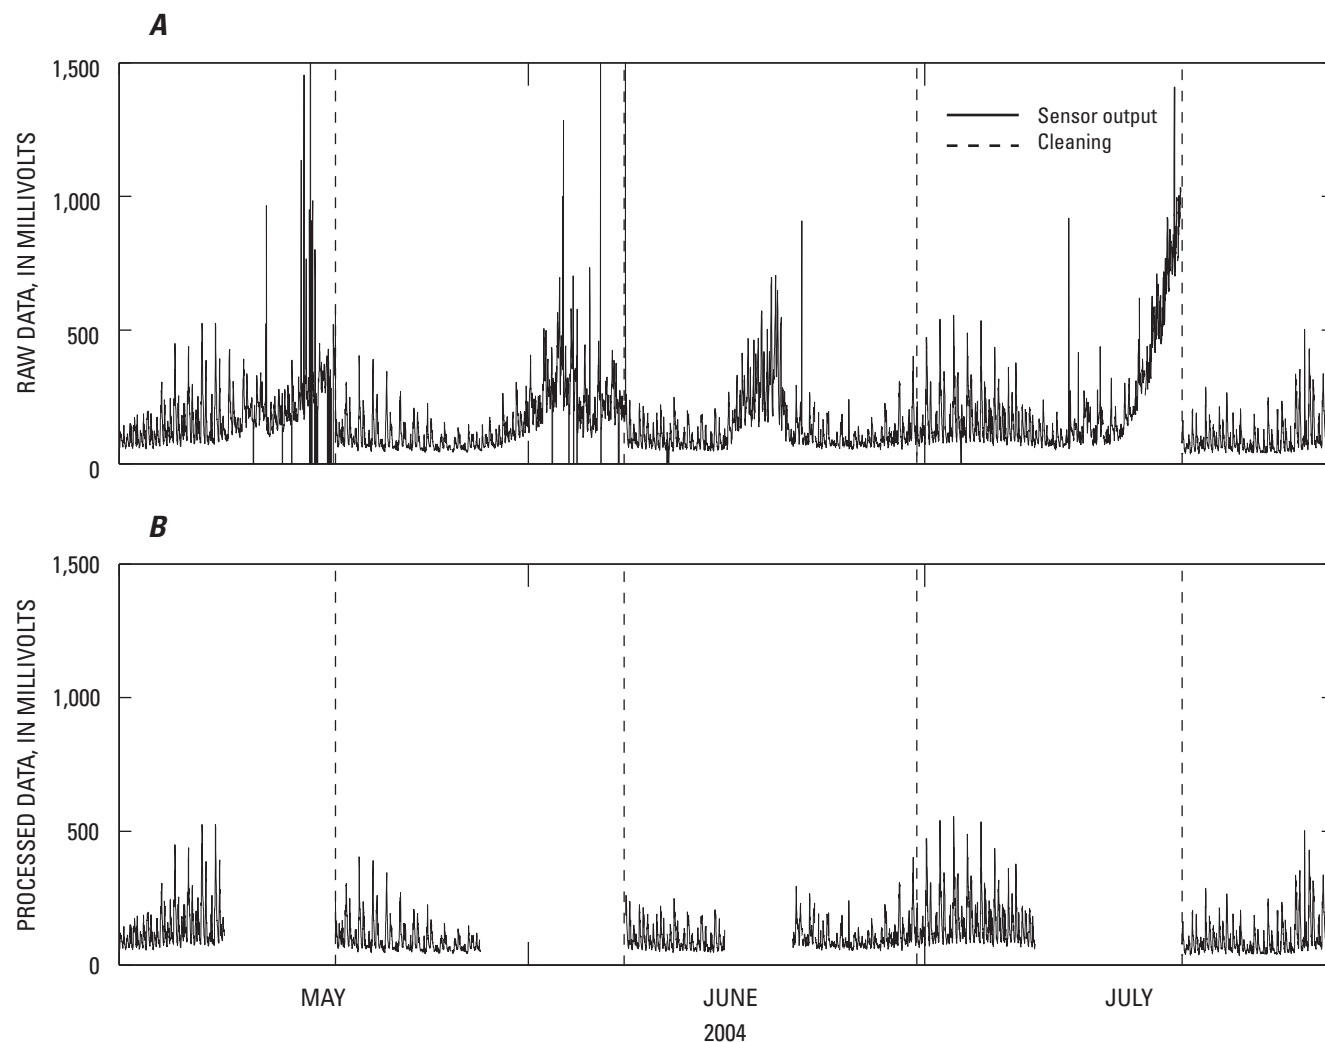 A
1,500
1,000
500
0
RAW DATA, IN MILLIVOLTS
Sensor output
Cleaning
B
1,500
1,000
500
0
PROCESSED DATA, IN MILLIVOLTS
MAY JUNE JULY
2004